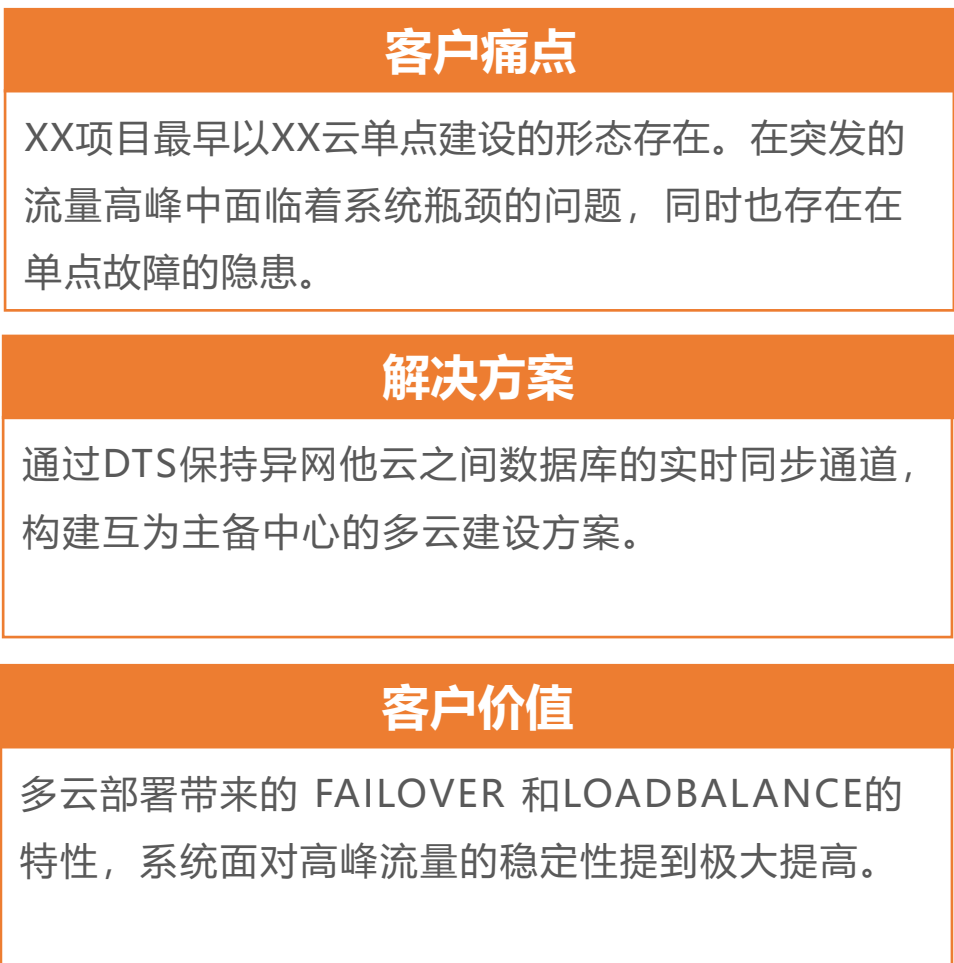 客户痛点
XX项目最早以XX云单点建设的形态存在。在突发的
流量高峰中面临着系统瓶颈的问题，同时也存在在
单点故障的隐患。
解决方案
通过DTS保持异网他云之间数据库的实时同步通道，
构建互为主备中心的多云建设方案。
客户价值
多云部署带来的 FAILOVER 和LOADBALANCE的
特性，系统面对高峰流量的稳定性提到极大提高。